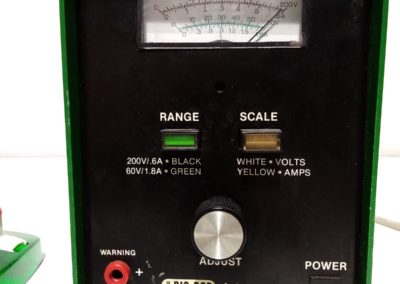 200V
RANGE
SCALE
200V/.6A • BLACK
60V/1.8A • GREEN
WHITE • VOLTS
YELLOW • AMPS
ADJUST
WARNING
+
POWER